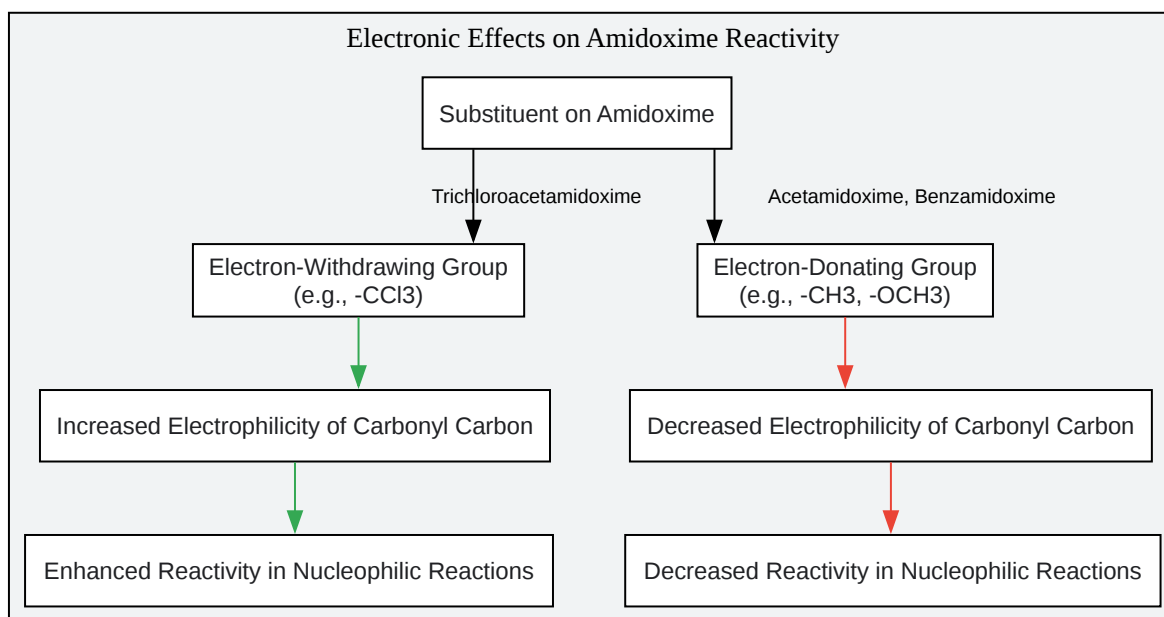 Electronic Effects on Amidoxime Reactivity
Substituent on Amidoxime
Trichloroacetamidoxime
Acetamidoxime, Benzamidoxime
Electron-Withdrawing Group
(e.g., -CCl3)
Electron-Donating Group
(e.g., -CH3, -OCH3)
Increased Electrophilicity of Carbonyl Carbon
Decreased Electrophilicity of Carbonyl Carbon
Enhanced Reactivity in Nucleophilic Reactions
Decreased Reactivity in Nucleophilic Reactions